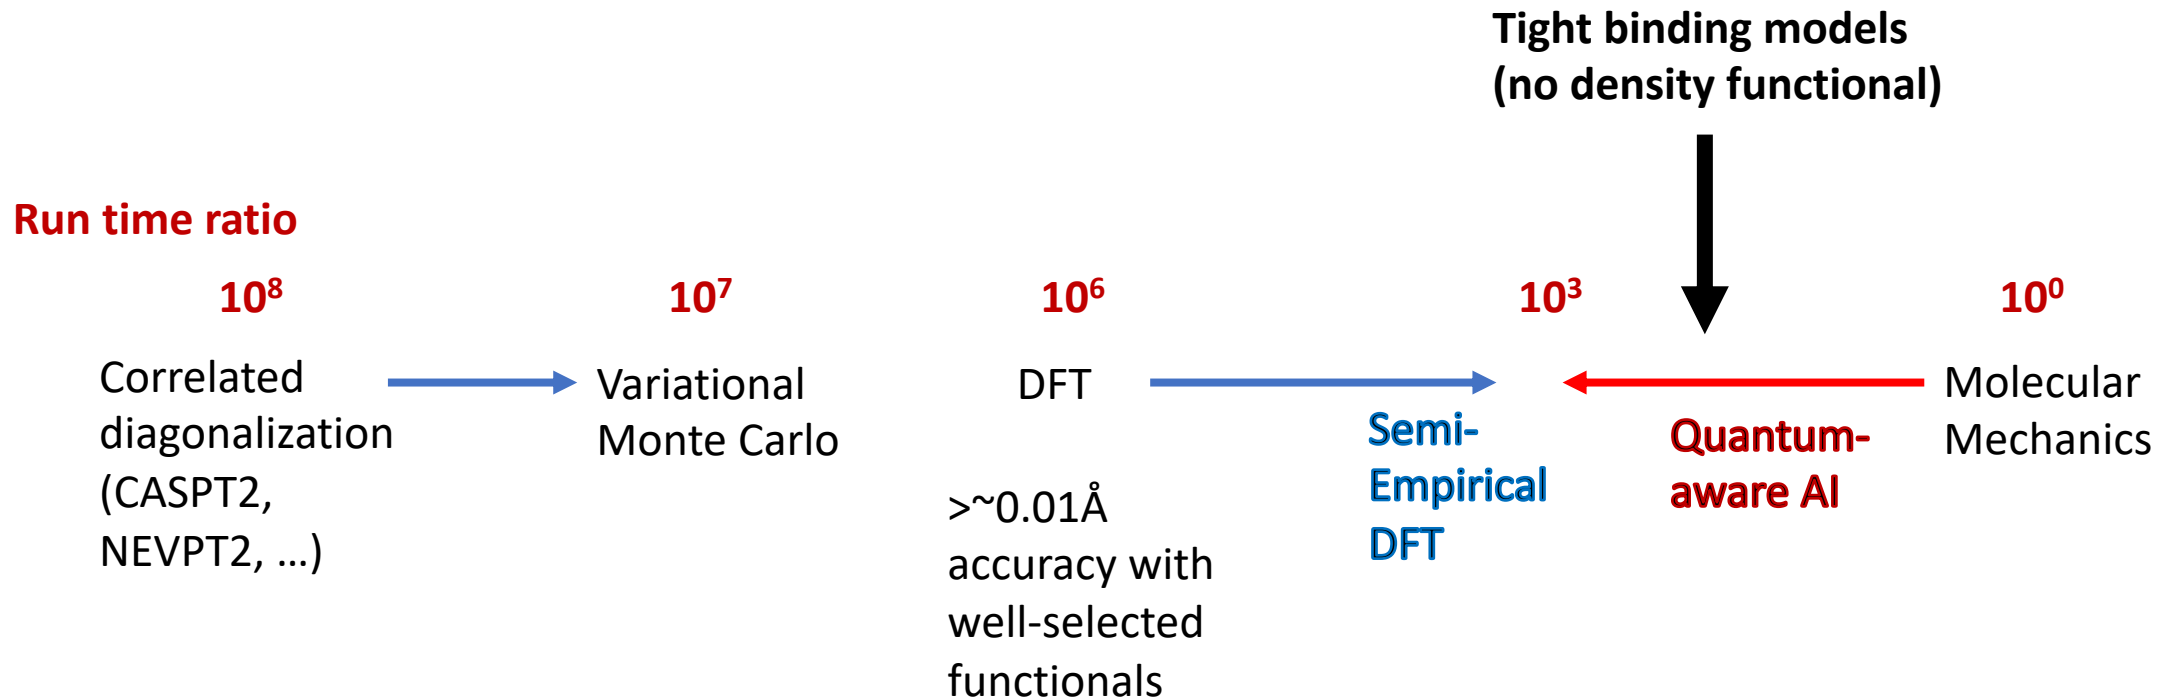 Tight binding models
(no density functional)
Run time ratio
10⁸
10⁷
10⁶
10³
10⁰
Correlated
diagonalization
(CASPT2,
NEVPT2, ...)
Variational
Monte Carlo
DFT
>~0.01Å
accuracy with
well-selected
functionals
Semi-
Empirical
DFT
Quantum-
aware AI
Molecular
Mechanics